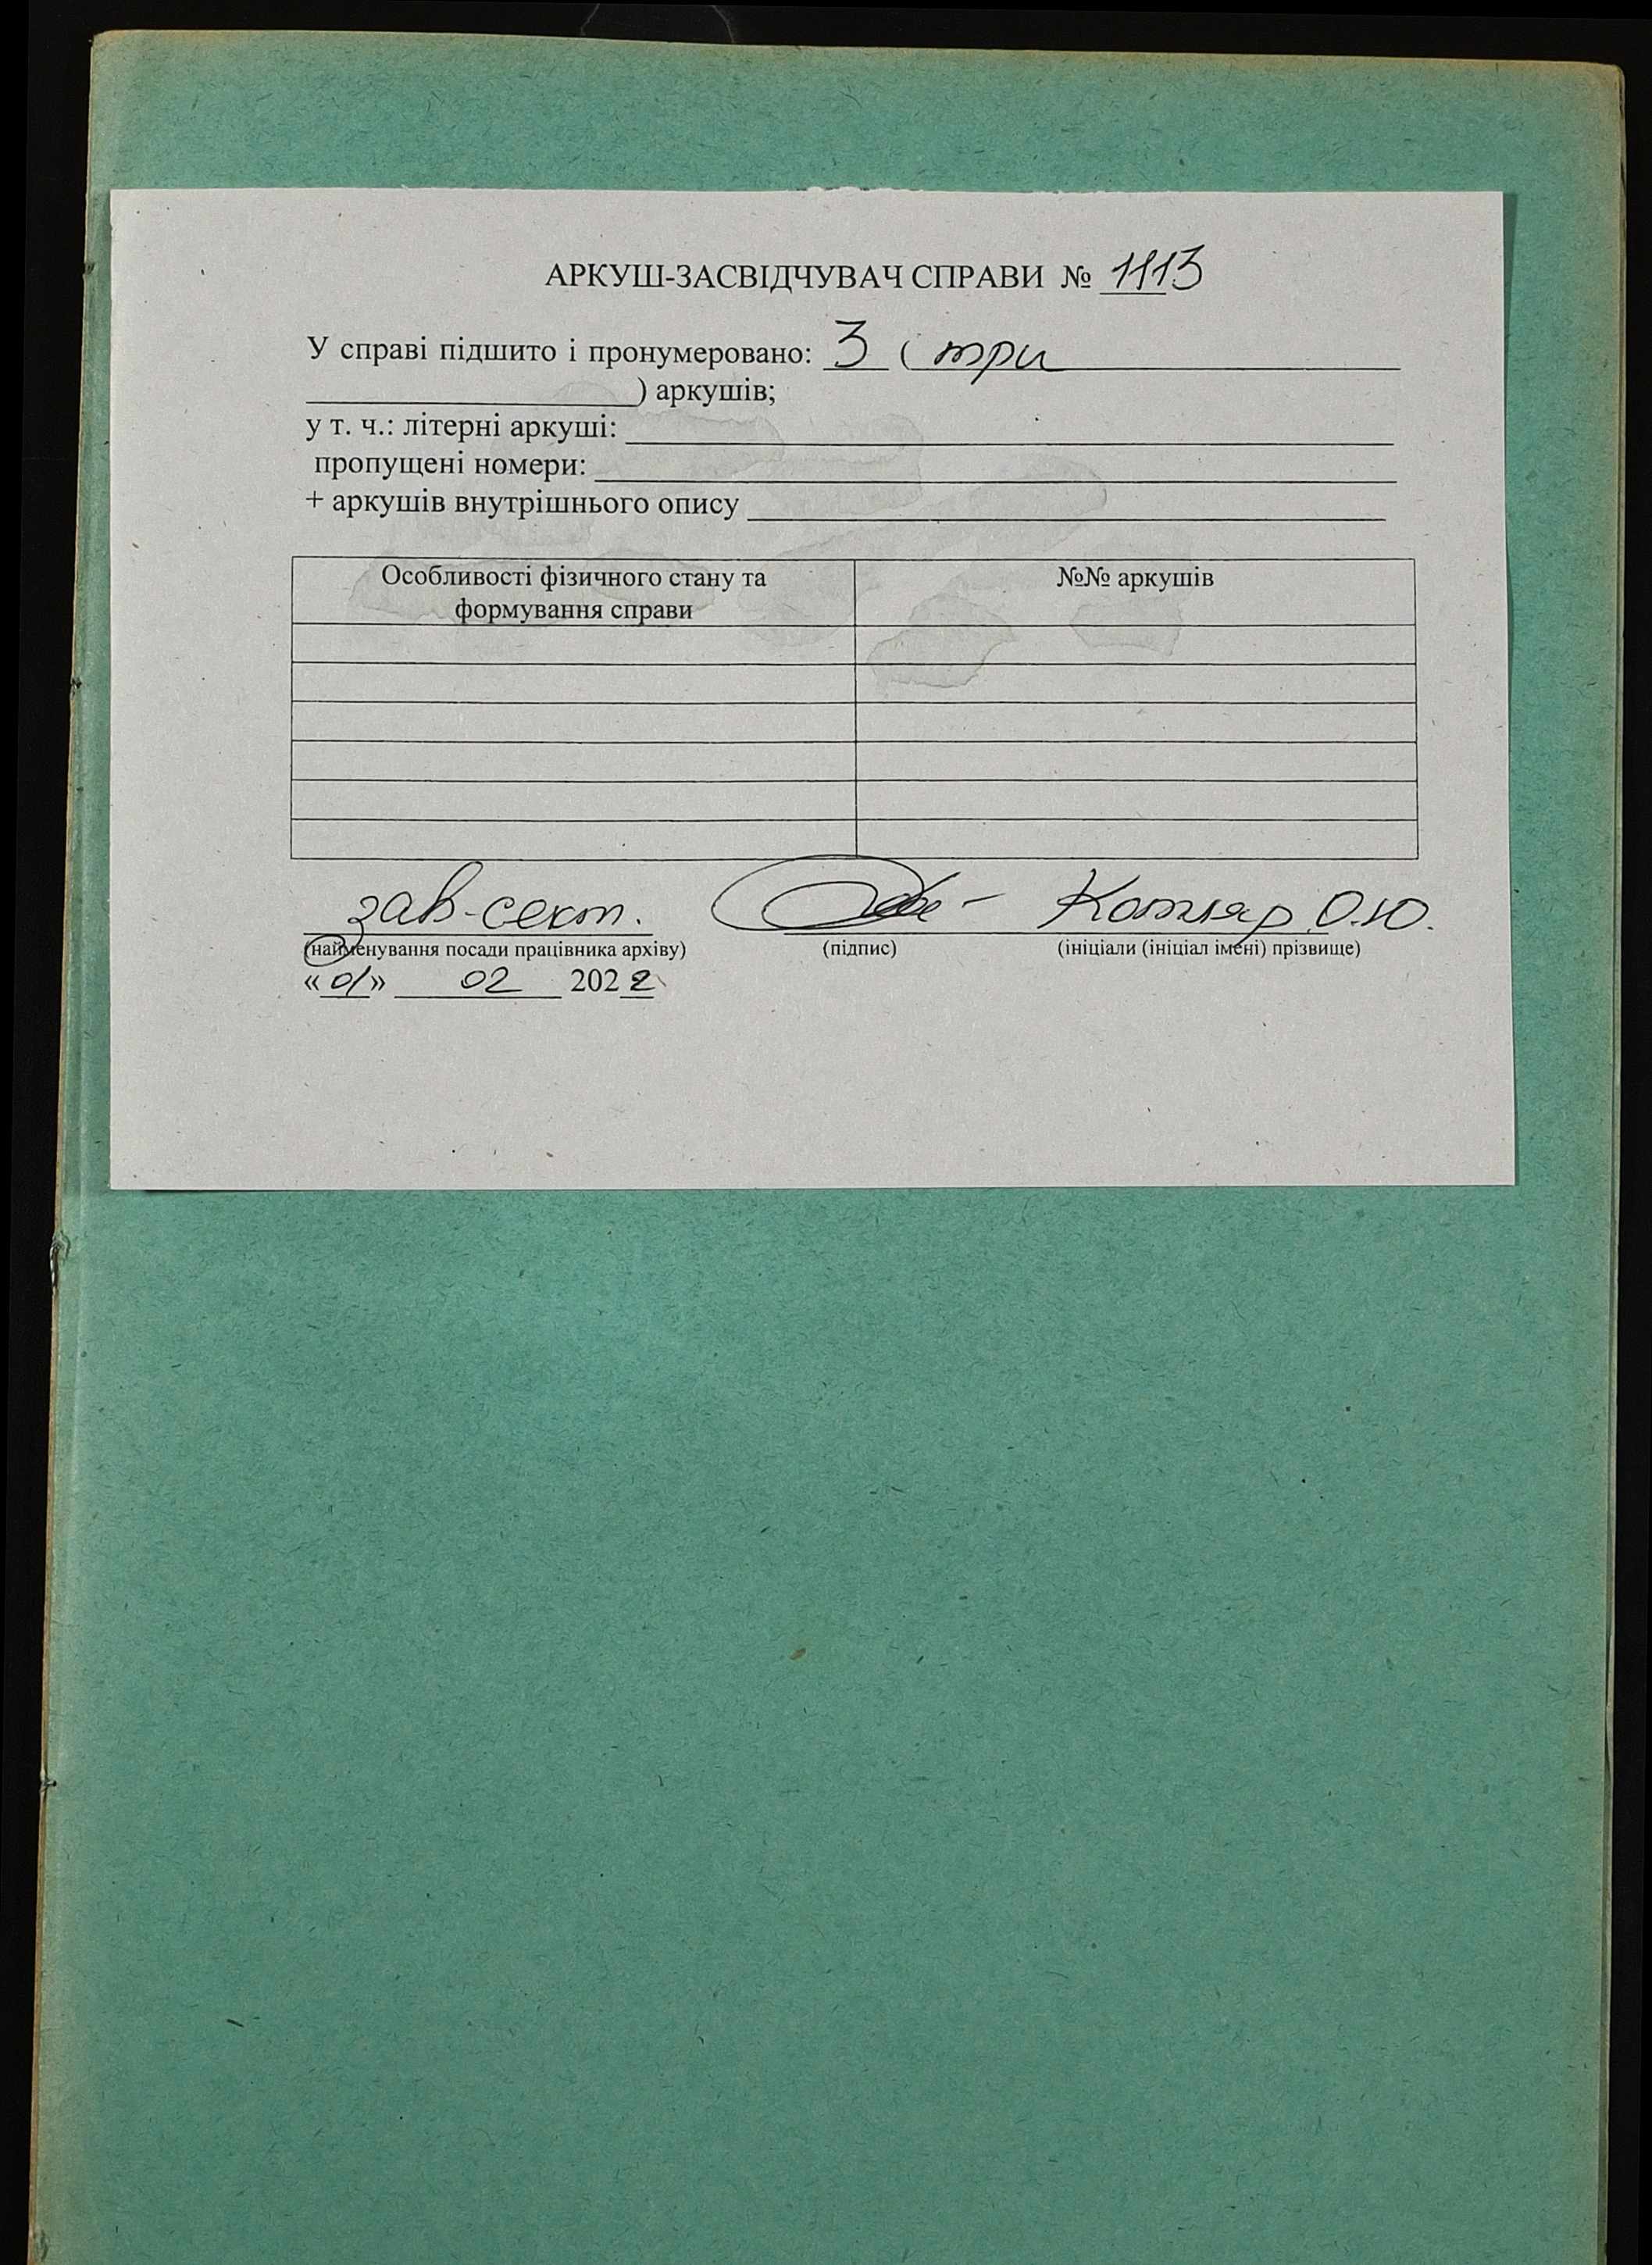 АРКУШ-ЗАСВІДЧУВАЧ СПРАВИ № 1113
У справі підшито і пронумеровано: 3 ( три
) аркушів;
у т. ч.: літерні аркуші:
пропущені номери:
+ аркушів внутрішнього опису
Особливості фізичного стану та №№ аркушів
формування справи
зав-сект. Котляр О.Ю.
(найменування посади працівника архіву) (підпис) (ініціали (ініціал імені) прізвище)
«01» 02 2022